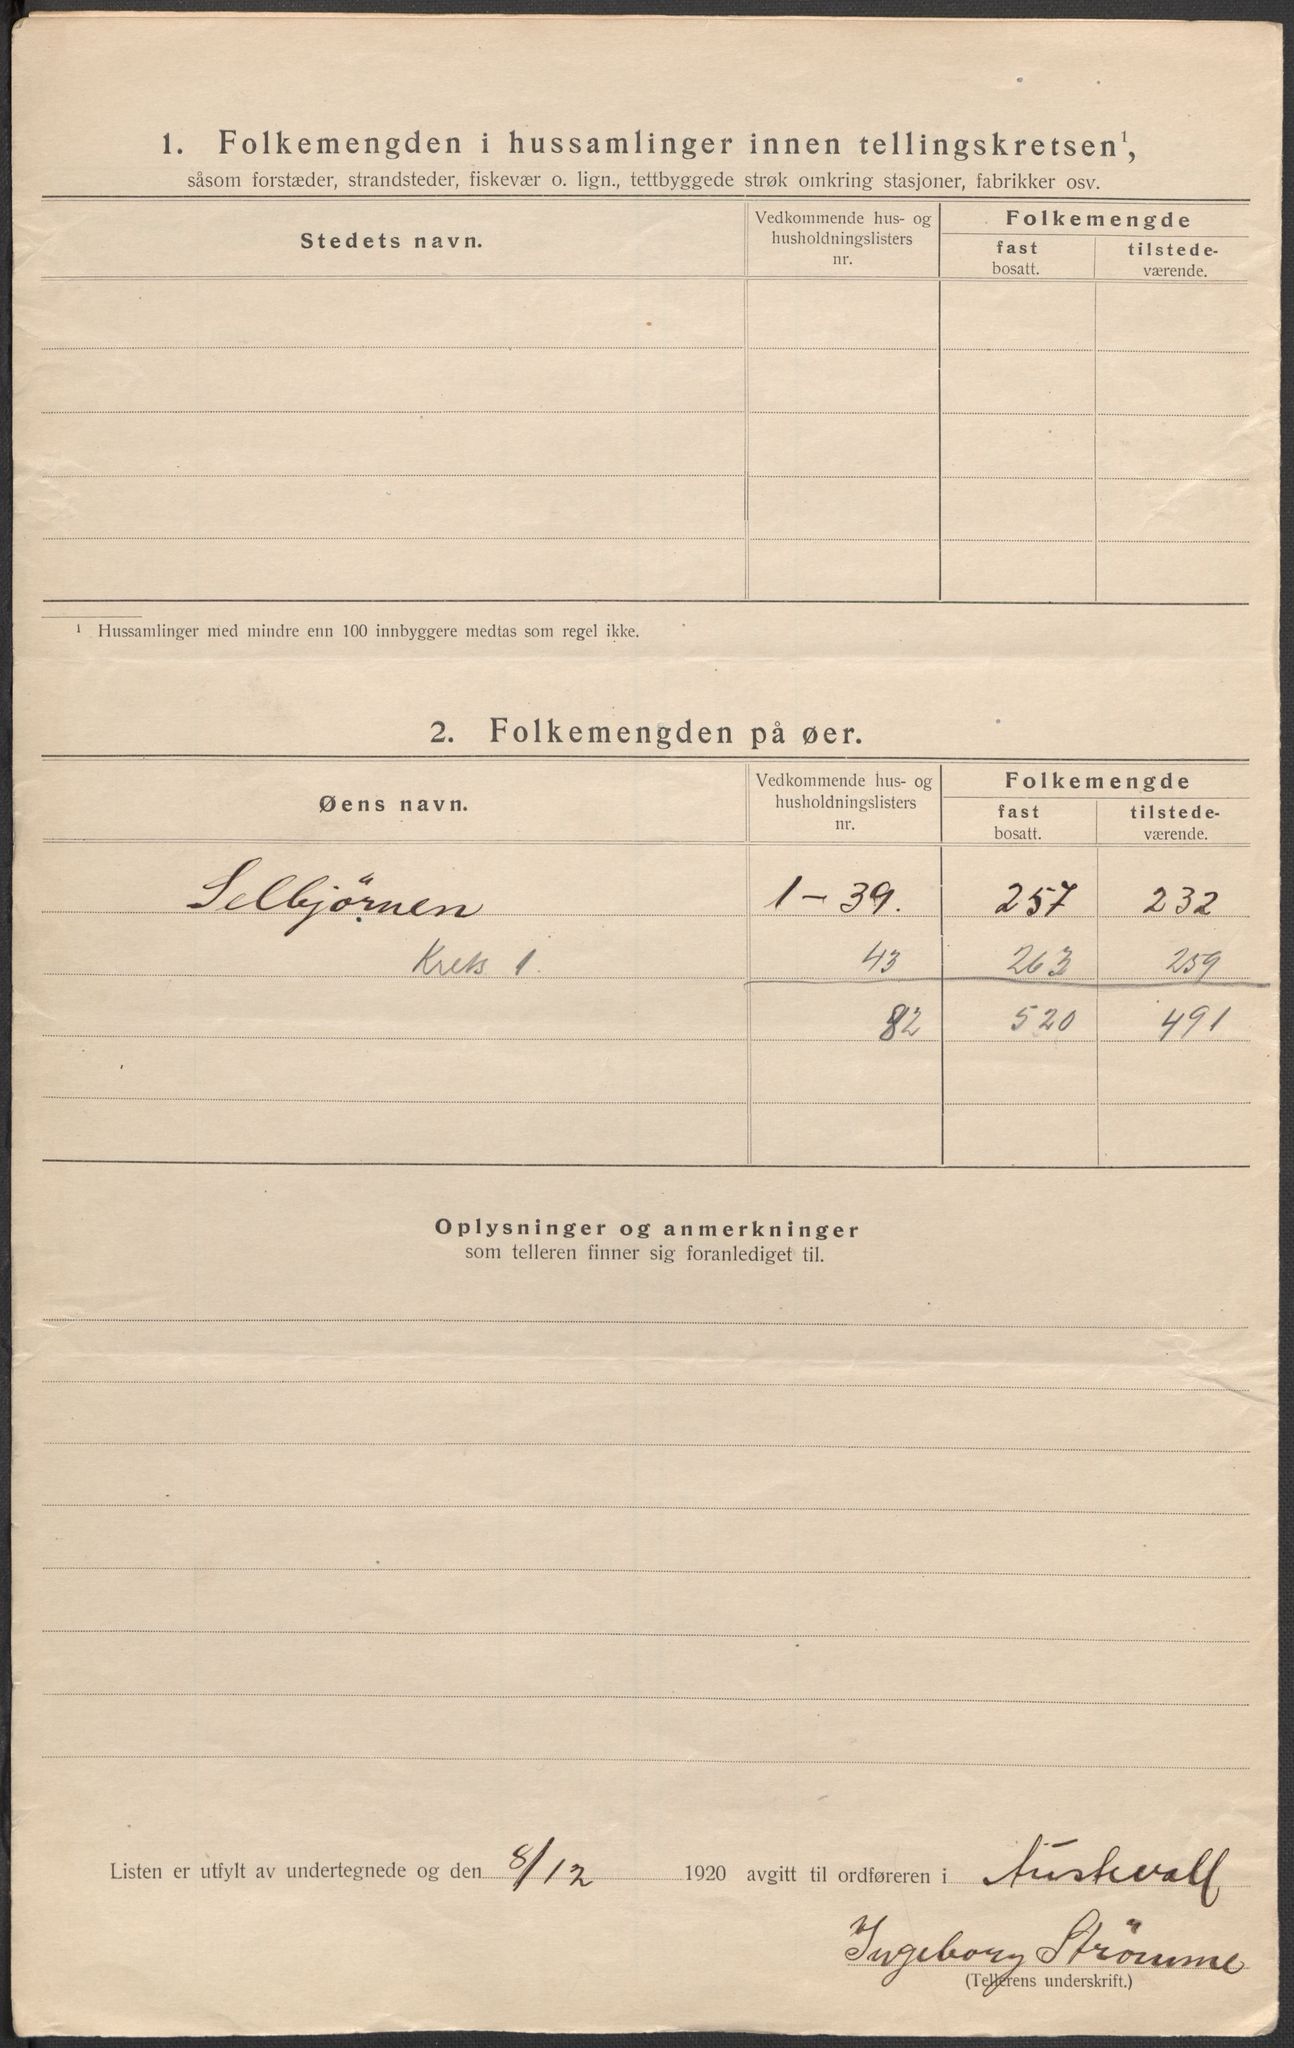 1. Folkemengden i hussamlinger innen tellingskretsen¹,
såsom forstæder, strandsteder, fiskevær o. lign., tettbyggede strøk omkring stasjoner, fabrikker osv.
Stedets navn.
Vedkommende hus- og
husholdningslisters
nr.
Folkemengde
fast
bosatt.
tilstede-
værende.
¹ Hussamlinger med mindre enn 100 innbyggere medtas som regel ikke.
2. Folkemengden på øer.
Øens navn.
Vedkommende hus- og
husholdningslisters
nr.
Folkemengde
fast
bosatt.
tilstede-
værende.
Selbjörnen 1 – 39. 257 232
Krets 1. 43 263 259
82 520 491
Oplysninger og anmerkninger
som telleren finner sig foranlediget til.
Listen er utfylt av undertegnede og den 8/12 1920 avgitt til ordføreren i Austevoll
Ingeborg Strömme
(Tellerens underskrift.)